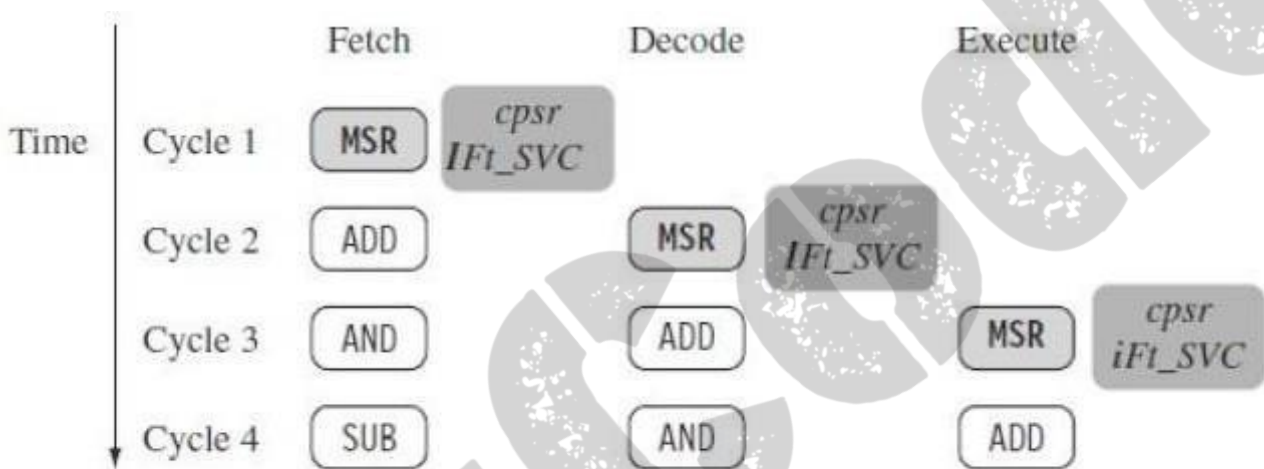 Fetch Decode Execute
Time Cycle 1 MSR cpsr IFt_SVC
Cycle 2 ADD MSR cpsr IFt_SVC
Cycle 3 AND ADD MSR cpsr iFt_SVC
Cycle 4 SUB AND ADD